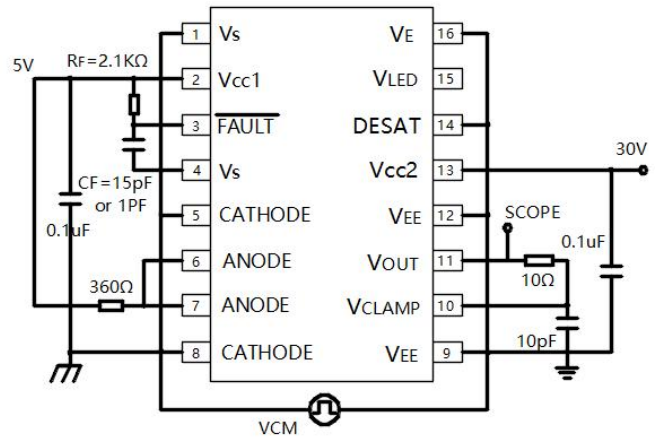 1 Vs VE 16
5V RF=2.1KΩ 2 Vcc1 VLED 15
3 FAULT DESAT 14
4 Vs Vcc2 13 30V
CF=15pF
or 1PF
0.1uF
5 CATHODE VEE 12 SCOPE
6 ANODE VOUT 11 0.1uF
10Ω
360Ω 7 ANODE VCLAMP 10
8 CATHODE VEE 9 10pF
VCM